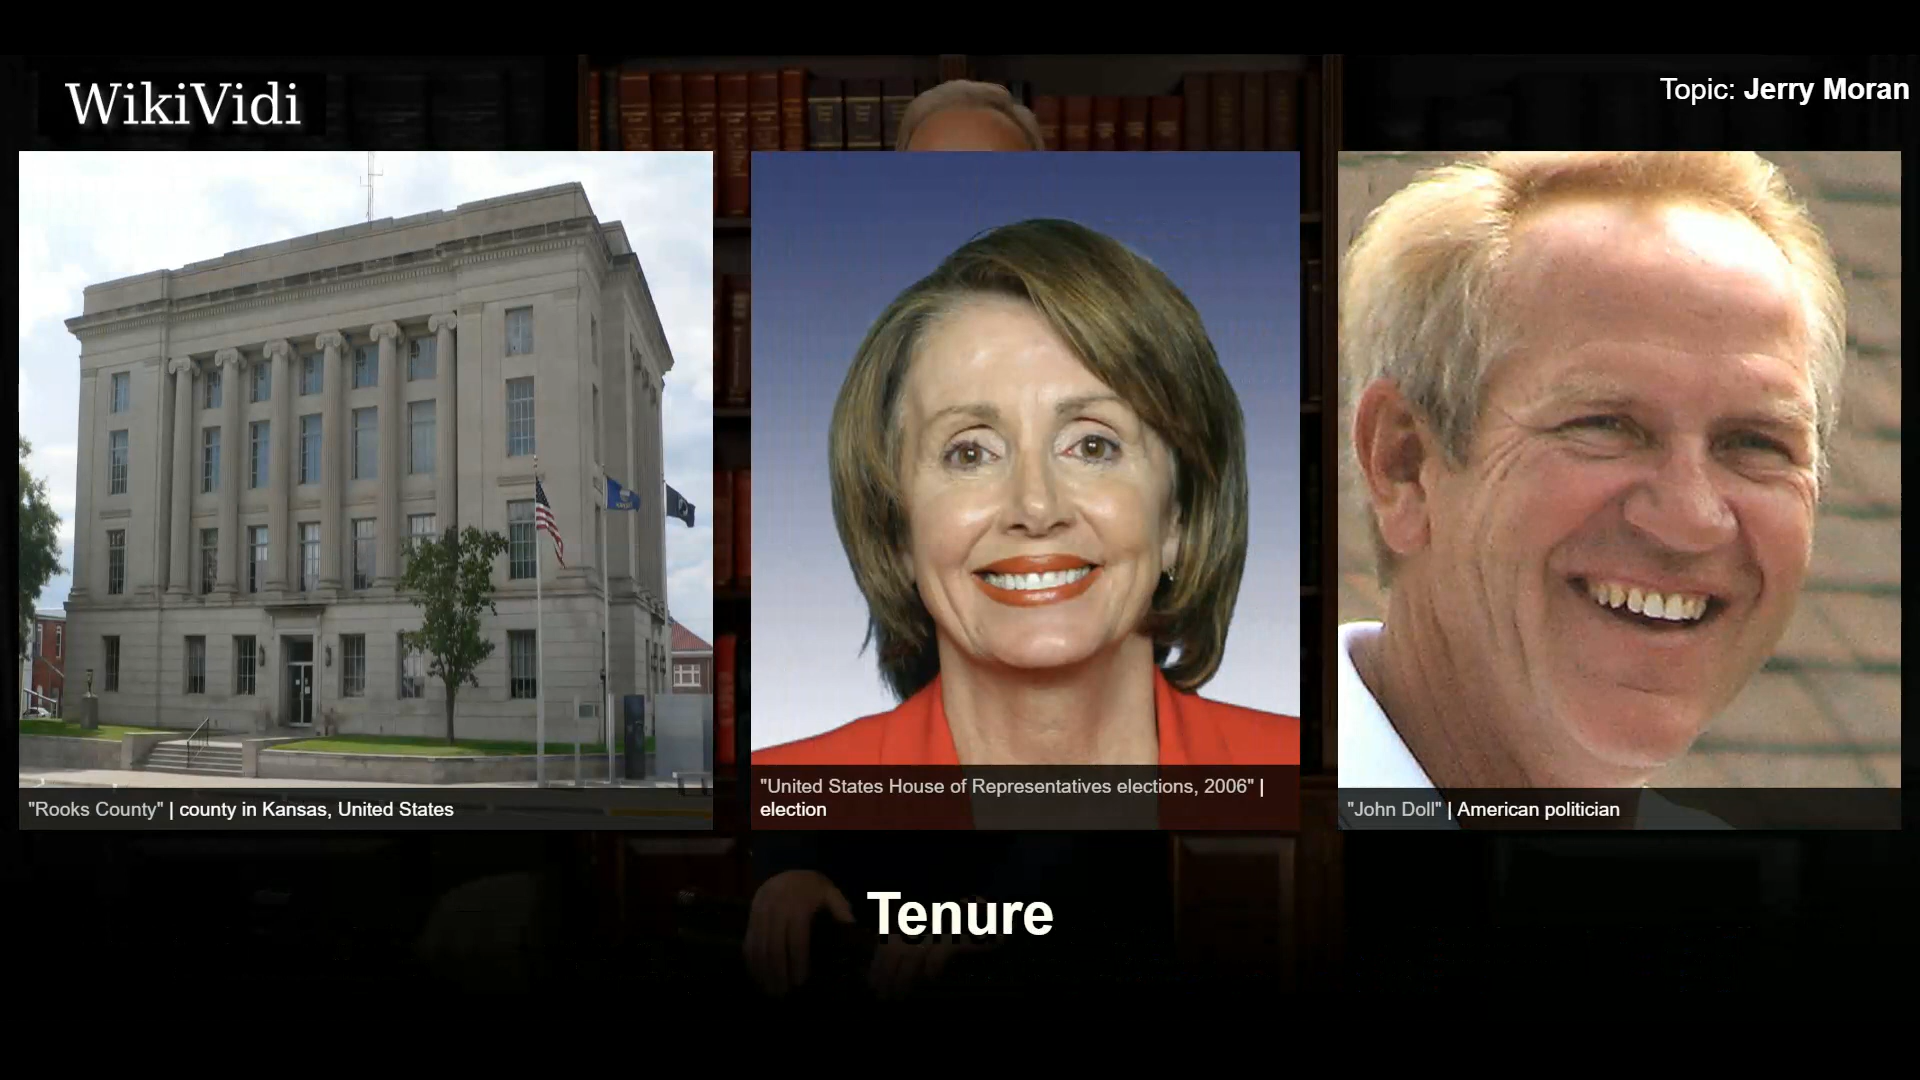 WikiVidi
Topic: Jerry Moran
"Rooks County" | county in Kansas, United States
"United States House of Representatives elections, 2006" |
election
"John Doll" | American politician
Tenure